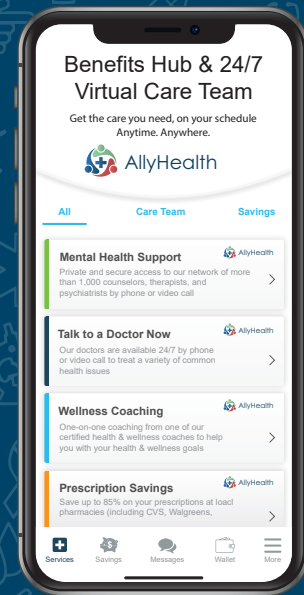 Benefits Hub & 24/7
Virtual Care Team
Get the care you need, on your schedule
Anytime. Anywhere.
AllyHealth
All Care Team Savings
Mental Health Support AllyHealth
Private and secure access to our network of more
than 1,000 counselors, therapists, and
psychiatrists by phone or video call
Talk to a Doctor Now AllyHealth
Our doctors are available 24/7 by phone
or video call to treat a variety of common
health issues
Wellness Coaching AllyHealth
One-on-one coaching from one of our
certified health & wellness coaches to help
you with your health & wellness goals
Prescription Savings AllyHealth
Save up to 85% on your prescriptions at loacl
pharmacies (including CVS, Walgreens,
Services Savings Messages Wallet More